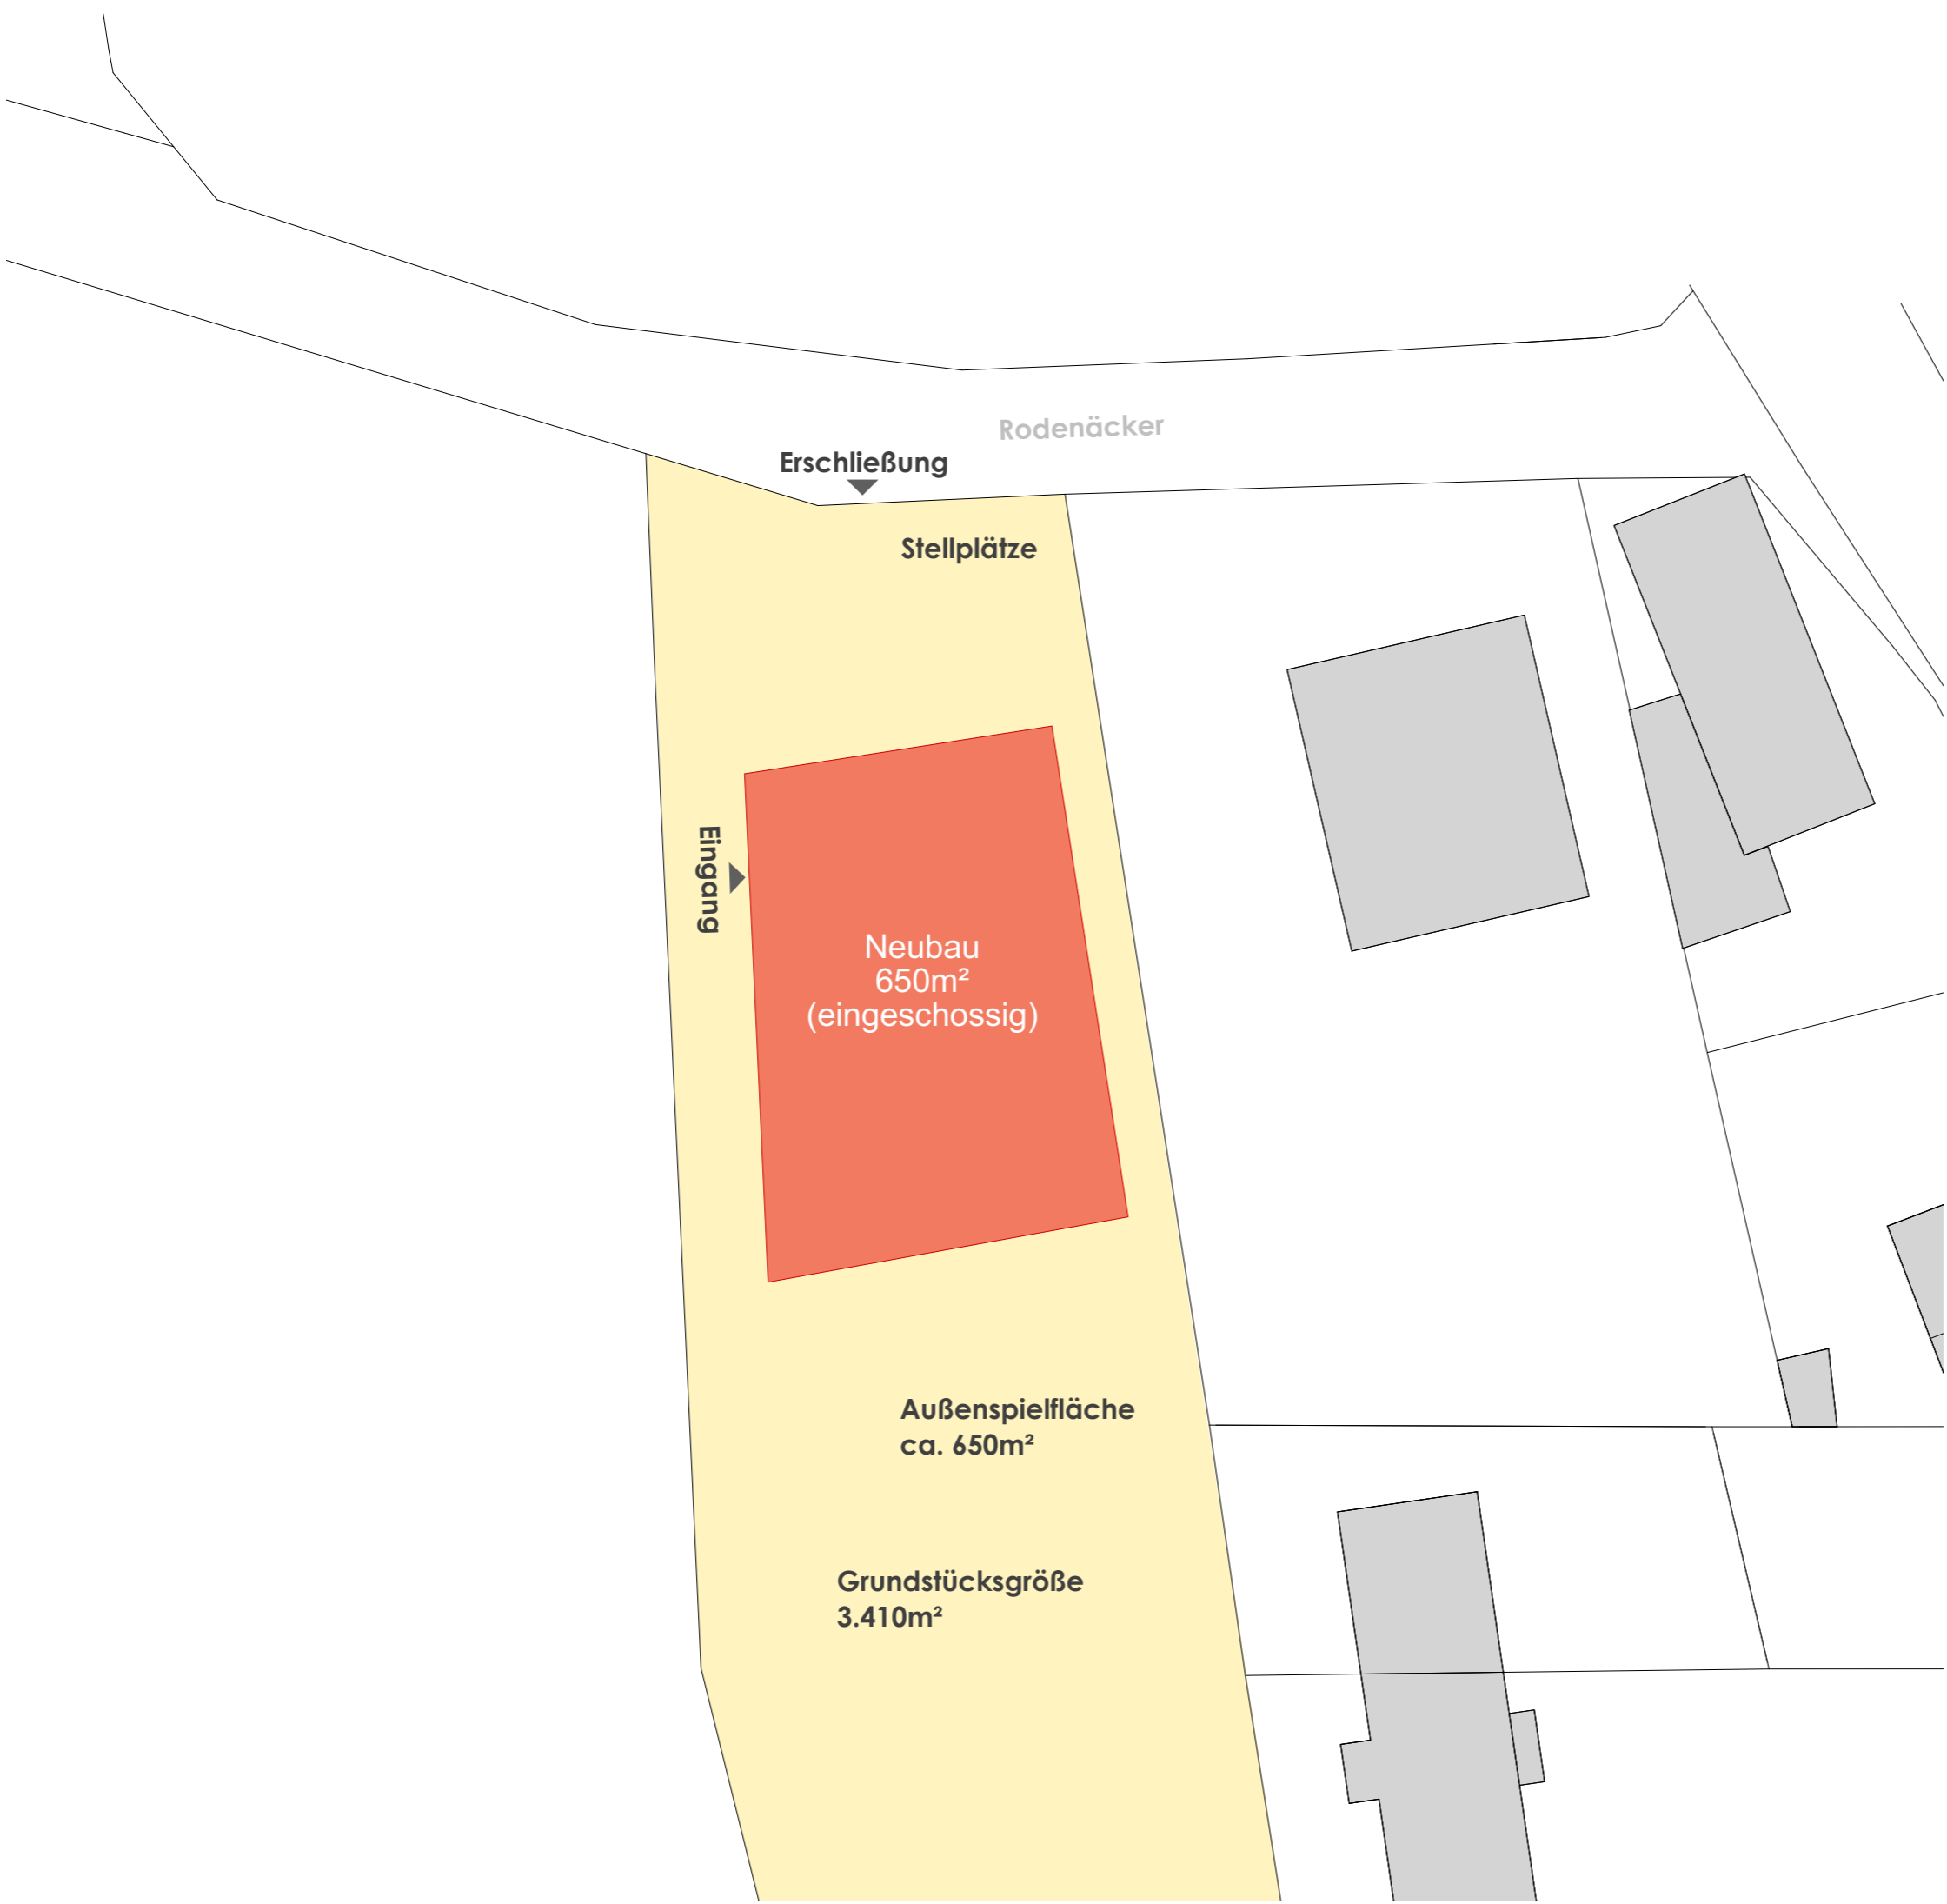 Rodenäcker
Erschließung
Stellplätze
Eingang
Neubau
650m²
(eingeschossig)
Außenspielfläche
ca. 650m²
Grundstücksgröße
3.410m²